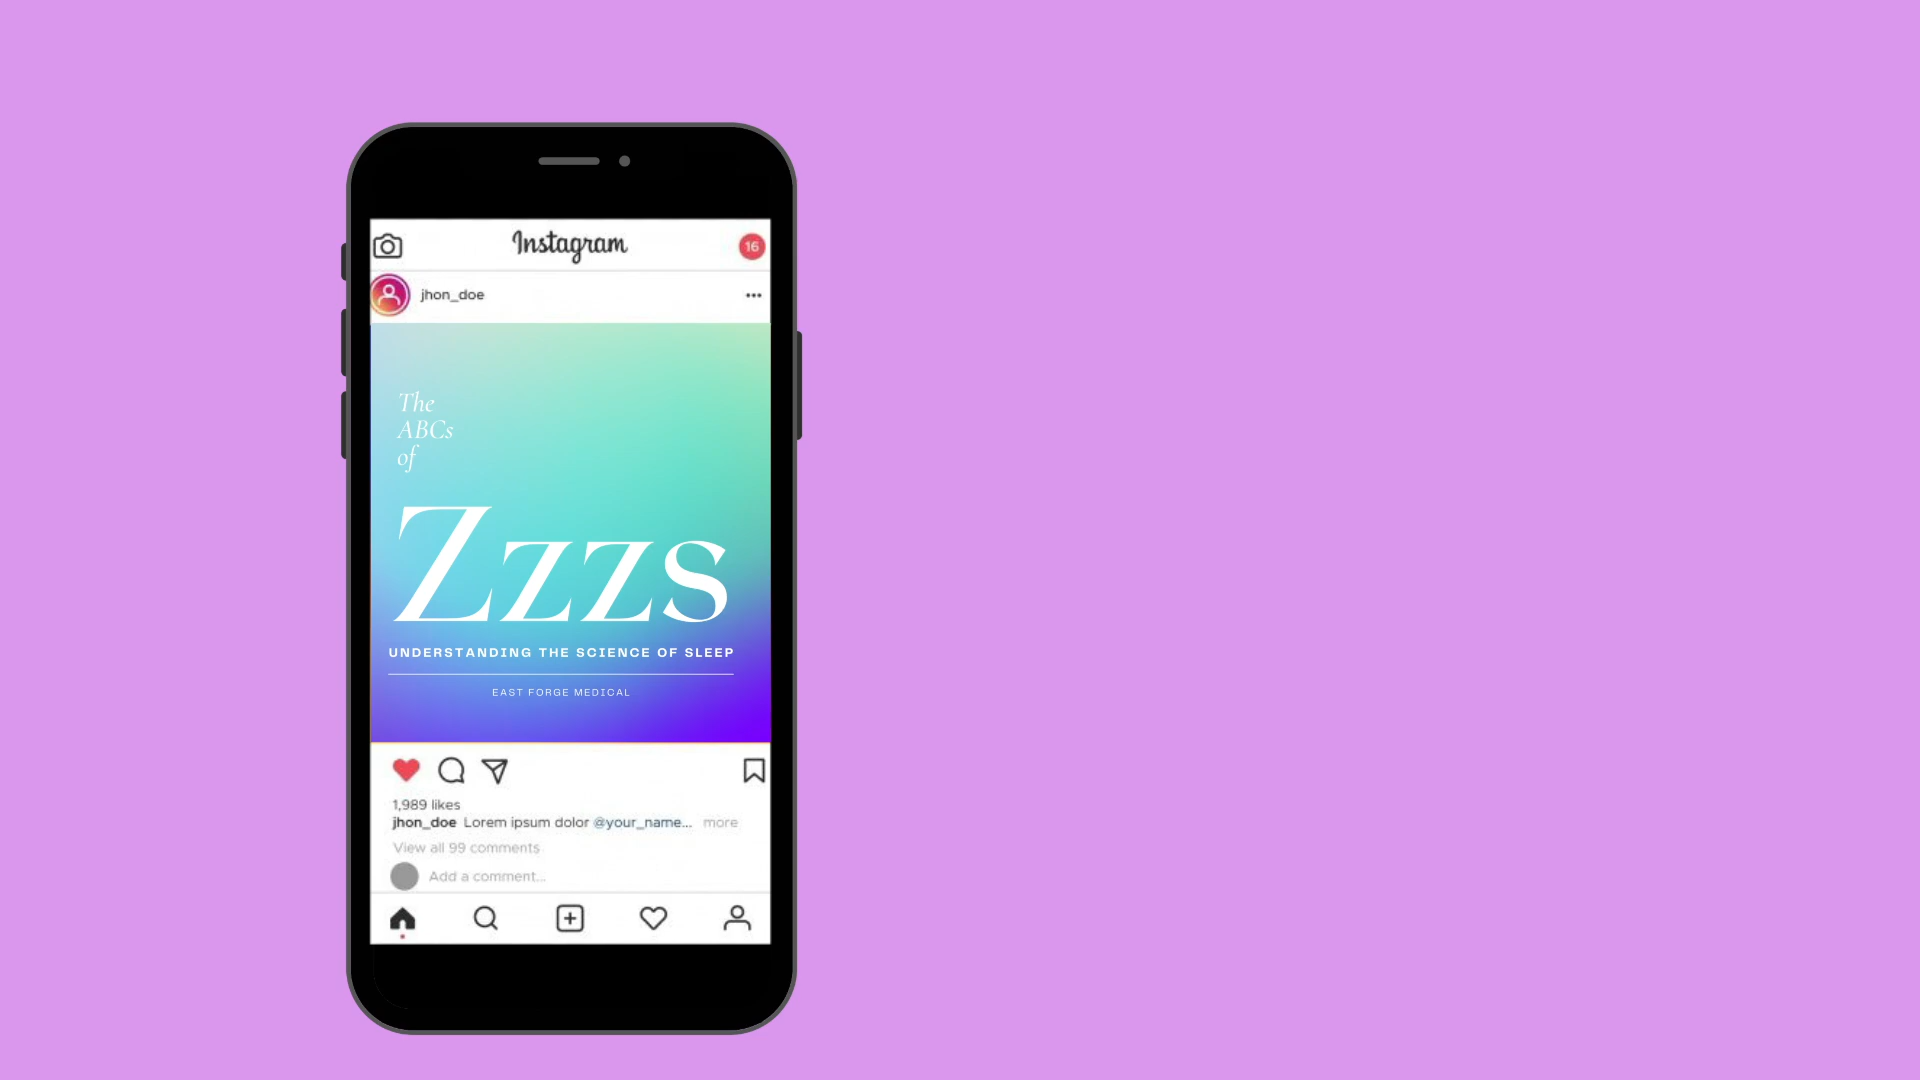 Instagram
16
jhon_doe
The
ABCs
of
Zzzs
UNDERSTANDING THE SCIENCE OF SLEEP
EAST FORGE MEDICAL
1,989 likes
jhon_doe Lorem ipsum dolor @your_name... more
View all 99 comments
Add a comment...